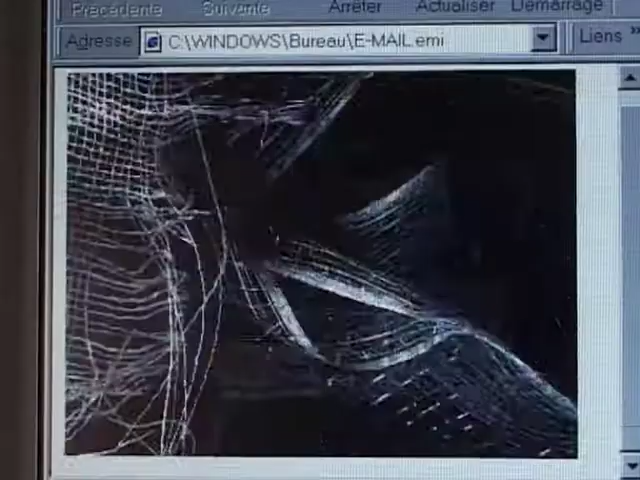 Précédente Suivante Arrêter Actualiser Démarrage
Adresse C:\WINDOWS\Bureau\E-MAIL.emi Liens »